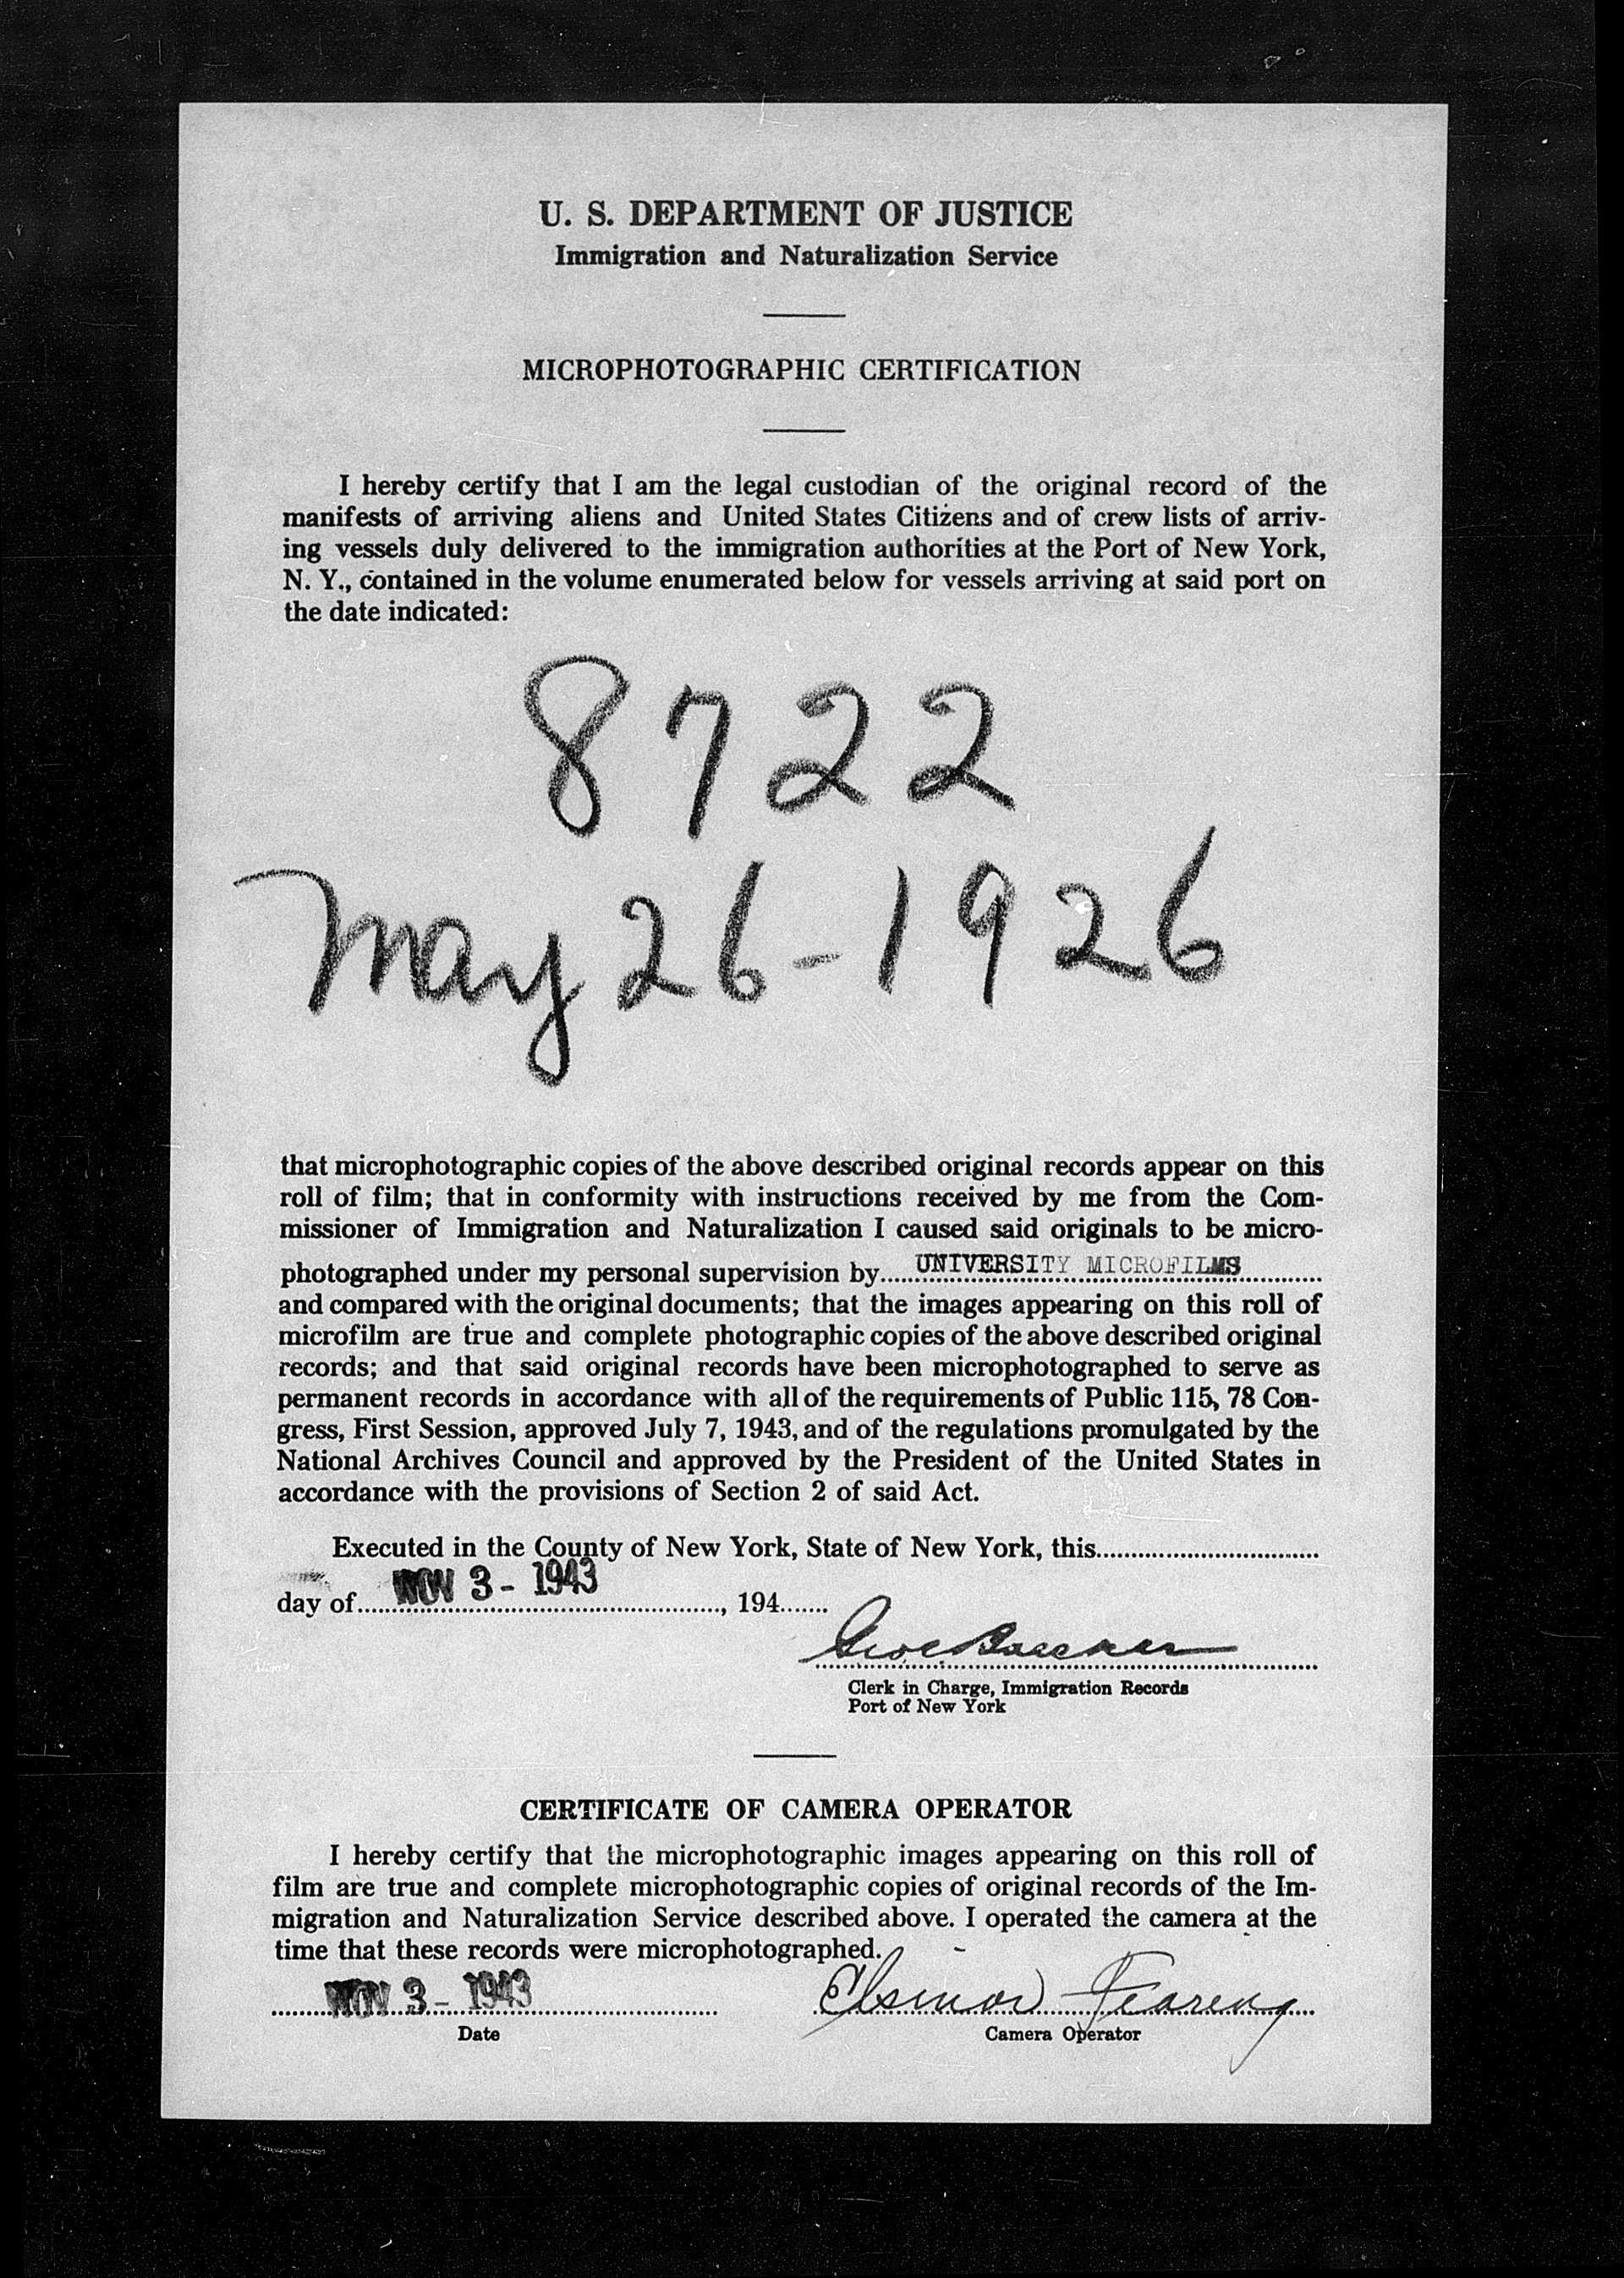 U. S. DEPARTMENT OF JUSTICE
Immigration and Naturalization Service
MICROPHOTOGRAPHIC CERTIFICATION
I hereby certify that I am the legal custodian of the original record of the
manifests of arriving aliens and United States Citizens and of crew lists of arriv-
ing vessels duly delivered to the immigration authorities at the Port of New York,
N. Y., contained in the volume enumerated below for vessels arriving at said port on
the date indicated:
8722
May 26-1926
that microphotographic copies of the above described original records appear on this
roll of film; that in conformity with instructions received by me from the Com-
missioner of Immigration and Naturalization I caused said originals to be micro-
photographed under my personal supervision by UNIVERSITY MICROFILMS
and compared with the original documents; that the images appearing on this roll of
microfilm are true and complete photographic copies of the above described original
records; and that said original records have been microphotographed to serve as
permanent records in accordance with all of the requirements of Public 115, 78 Con-
gress, First Session, approved July 7, 1943, and of the regulations promulgated by the
National Archives Council and approved by the President of the United States in
accordance with the provisions of Section 2 of said Act.
Executed in the County of New York, State of New York, this
day of NOV 3 - 1943, 194
Clerk in Charge, Immigration Records
Port of New York
CERTIFICATE OF CAMERA OPERATOR
I hereby certify that the microphotographic images appearing on this roll of
film are true and complete microphotographic copies of original records of the Im-
migration and Naturalization Service described above. I operated the camera at the
time that these records were microphotographed.
NOV 3 - 1943 Elsinor Fearing
Date Camera Operator